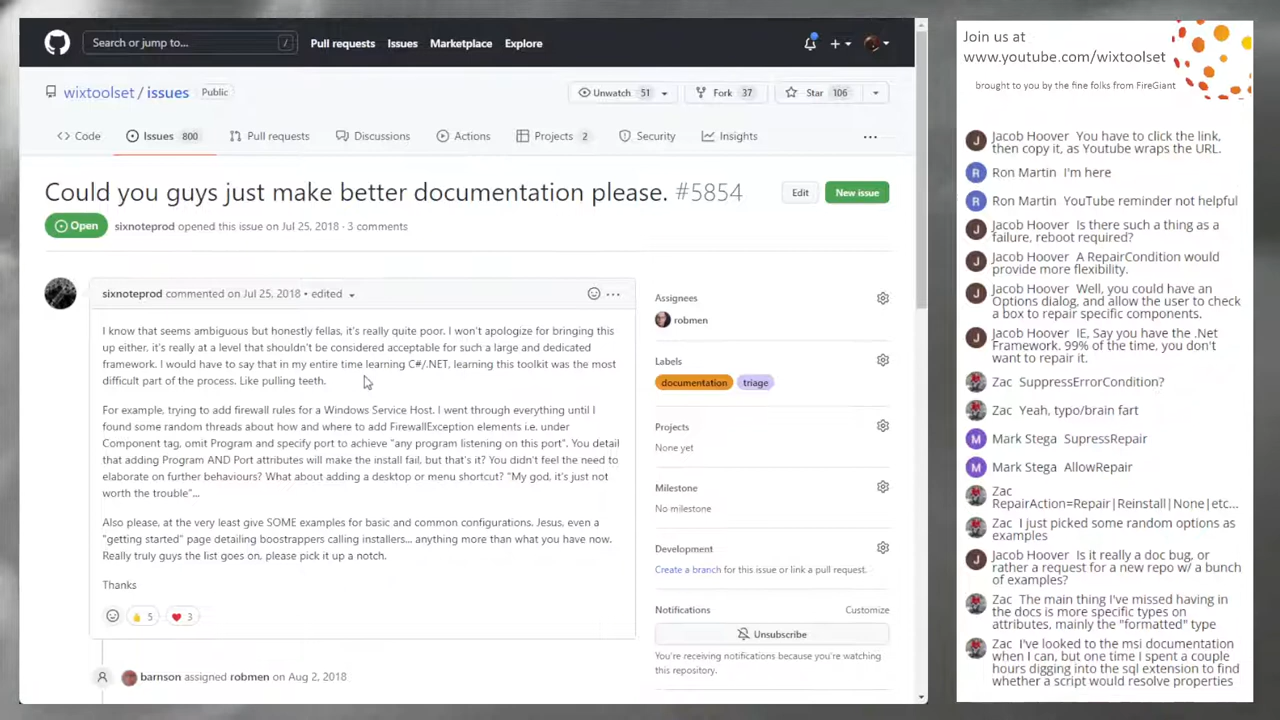 Search or jump to...
/
Pull requests
Issues
Marketplace
Explore
wixtoolset / issues
Public
Unwatch 51
Fork 37
Star 106
Code
Issues 800
Pull requests
Discussions
Actions
Projects 2
Security
Insights
Could you guys just make better documentation please. #5854
Edit
New issue
Open
sixnoteprod opened this issue on Jul 25, 2018 · 3 comments
sixnoteprod commented on Jul 25, 2018 • edited
I know that seems ambiguous but honestly fellas, it's really quite poor. I won't apologize for bringing this
up either, it's really at a level that shouldn't be considered acceptable for such a large and dedicated
framework. I would have to say that in my entire time learning C#/.NET, learning this toolkit was the most
difficult part of the process. Like pulling teeth.
For example, trying to add firewall rules for a Windows Service Host. I went through everything until I
found some random threads about how and where to add FirewallException elements i.e. under
Component tag, omit Program and specify port to achieve "any program listening on this port". You detail
that adding Program AND Port attributes will make the install fail, but that's it? You didn't feel the need to
elaborate on further behaviours? What about adding a desktop or menu shortcut? "My god, it's just not
worth the trouble"...
Also please, at the very least give SOME examples for basic and common configurations. Jesus, even a
"getting started" page detailing bootstrappers calling installers... anything more than what you have now.
Really truly guys the list goes on, please pick it up a notch.
Thanks
5
3
barnson assigned robmen on Aug 2, 2018
Assignees
robmen
Labels
documentation
triage
Projects
None yet
Milestone
No milestone
Development
Create a branch for this issue or link a pull request.
Notifications
Customize
Unsubscribe
You're receiving notifications because you're watching
this repository.
Join us at
www.youtube.com/wixtoolset
brought to you by the fine folks from FireGiant
J
Jacob Hoover You have to click the link,
then copy it, as Youtube wraps the URL.
R
Ron Martin I'm here
R
Ron Martin YouTube reminder not helpful
J
Jacob Hoover Is there such a thing as a
failure, reboot required?
J
Jacob Hoover A RepairCondition would
provide more flexibility.
J
Jacob Hoover Well, you could have an
Options dialog, and allow the user to check
a box to repair specific components.
J
Jacob Hoover IE, Say you have the .Net
Framework. 99% of the time, you don't
want to repair it.
Zac SuppressErrorCondition?
Zac Yeah, typo/brain fart
M
Mark Stega SupressRepair
M
Mark Stega AllowRepair
Zac
RepairAction=Repair|Reinstall|None|etc...
Zac I just picked some random options as
examples
J
Jacob Hoover Is it really a doc bug, or
rather a request for a new repo w/ a bunch
of examples?
Zac The main thing I've missed having in
the docs is more specific types on
attributes, mainly the "formatted" type
Zac I've looked to the msi documentation
when I can, but one time I spent a couple
hours digging into the sql extension to find
whether a script would resolve properties